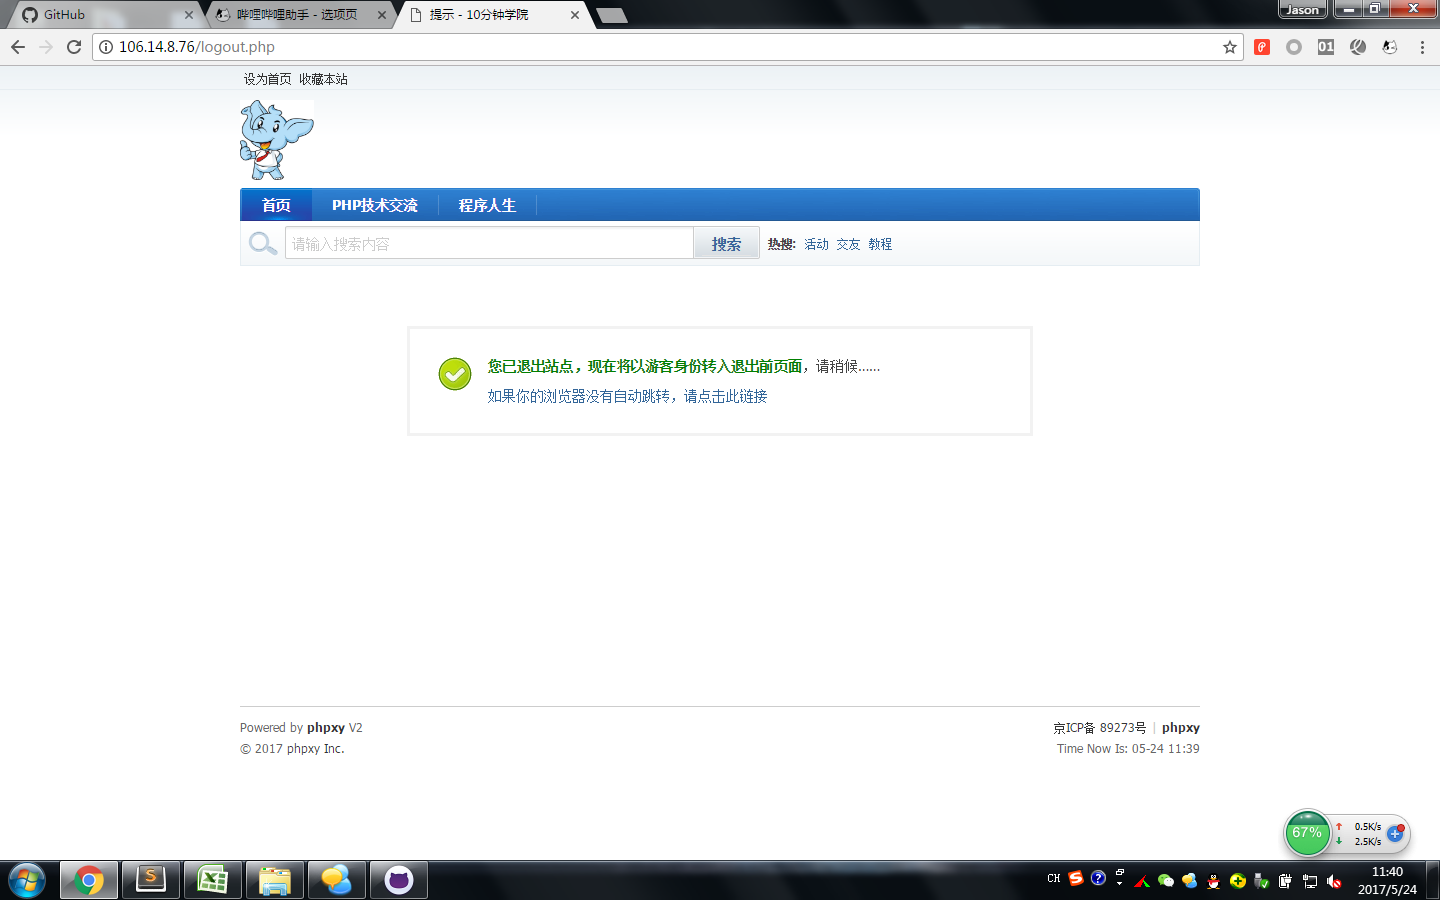 GitHub
哔哩哔哩助手 - 选项页
提示 - 10分钟学院
Jason
106.14.8.76/logout.php
01
设为首页 收藏本站
首页 PHP技术交流 程序人生
请输入搜索内容 搜索 热搜: 活动 交友 教程
您已退出站点，现在将以游客身份转入退出前页面，请稍候......
如果你的浏览器没有自动跳转，请点击此链接
Powered by phpxy V2
京ICP备 89273号 | phpxy
© 2017 phpxy Inc.
Time Now Is: 05-24 11:39
67%
0.5K/s
2.5K/s
CH
11:40
2017/5/24